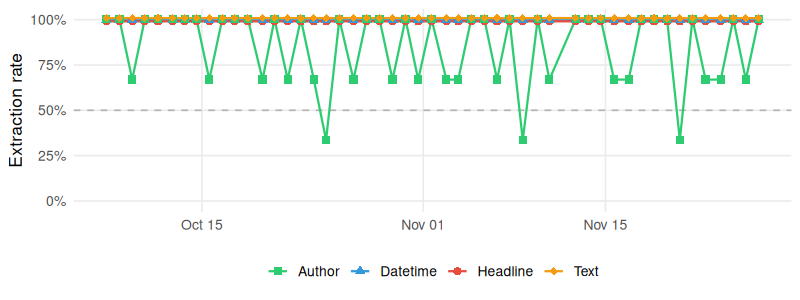 Extraction rate
100%
75%
50%
25%
0%
Oct 15 Nov 01 Nov 15
Author Datetime Headline Text